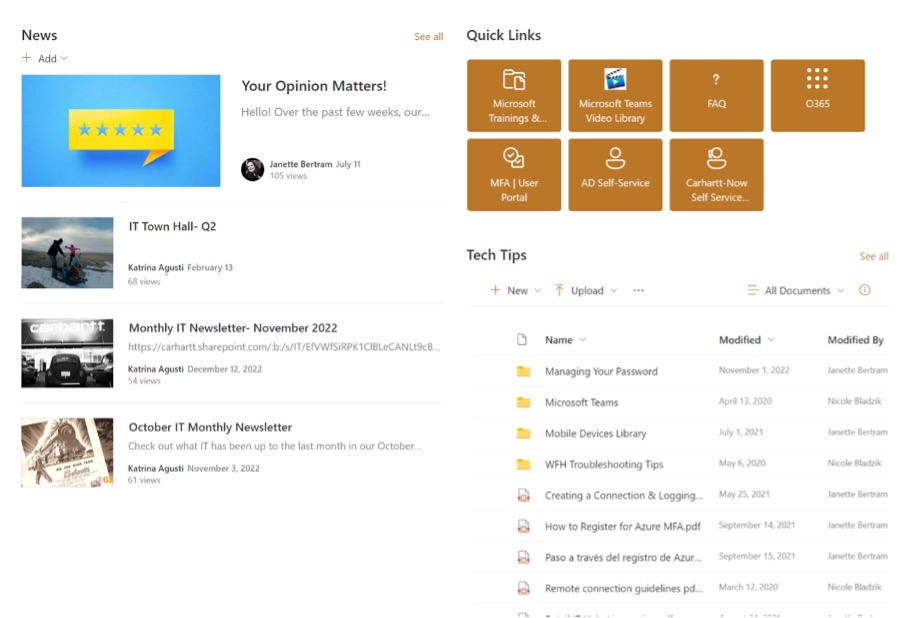 News
See all
Add
Your Opinion Matters!
Hello! Over the past few weeks, our...
Janette Bertram July 11
105 views
IT Town Hall- Q2
Katrina Agusti February 13
68 views
carhartt.
Monthly IT Newsletter- November 2022
https://carhartt.sharepoint.com/:b:/s/IT/EfVWfSiRPK1ClBLeCANLt9cB...
Katrina Agusti December 12, 2022
54 views
October IT Monthly Newsletter
Check out what IT has been up to the last month in our October...
Katrina Agusti November 3, 2022
61 views
Quick Links
Microsoft
Trainings &...
Microsoft Teams
Video Library
?
FAQ
O365
MFA | User
Portal
AD Self-Service
Carhartt-Now
Self Service...
Tech Tips
See all
New Upload ... All Documents
Name Modified Modified By
Managing Your Password November 1, 2022 Janette Bertram
Microsoft Teams April 13, 2020 Nicole Bladzik
Mobile Devices Library July 1, 2021 Janette Bertram
WFH Troubleshooting Tips May 6, 2020 Nicole Bladzik
Creating a Connection & Logging... May 25, 2021 Janette Bertram
How to Register for Azure MFA.pdf September 14, 2021 Janette Bertram
Paso a través del registro de Azur... September 15, 2021 Janette Bertram
Remote connection guidelines pd... March 12, 2020 Nicole Bladzik